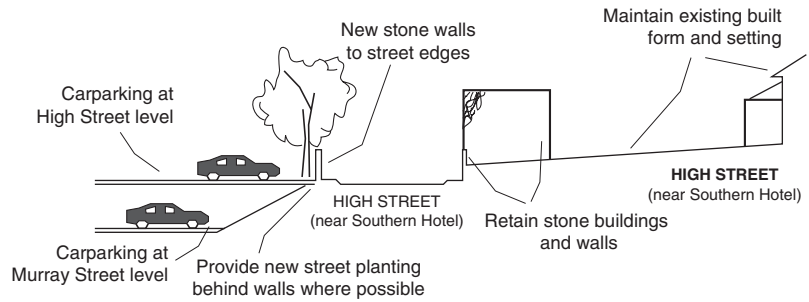 New stone walls
to street edges
Maintain existing built
form and setting
Carparking at
High Street level
HIGH STREET
(near Southern Hotel)
HIGH STREET
(near Southern Hotel)
Retain stone buildings
and walls
Carparking at
Murray Street level
Provide new street planting
behind walls where possible